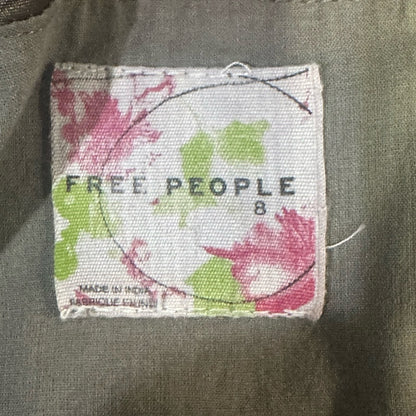 FREE PEOPLE
8
MADE IN INDIA
FABRIQUE EN INDE